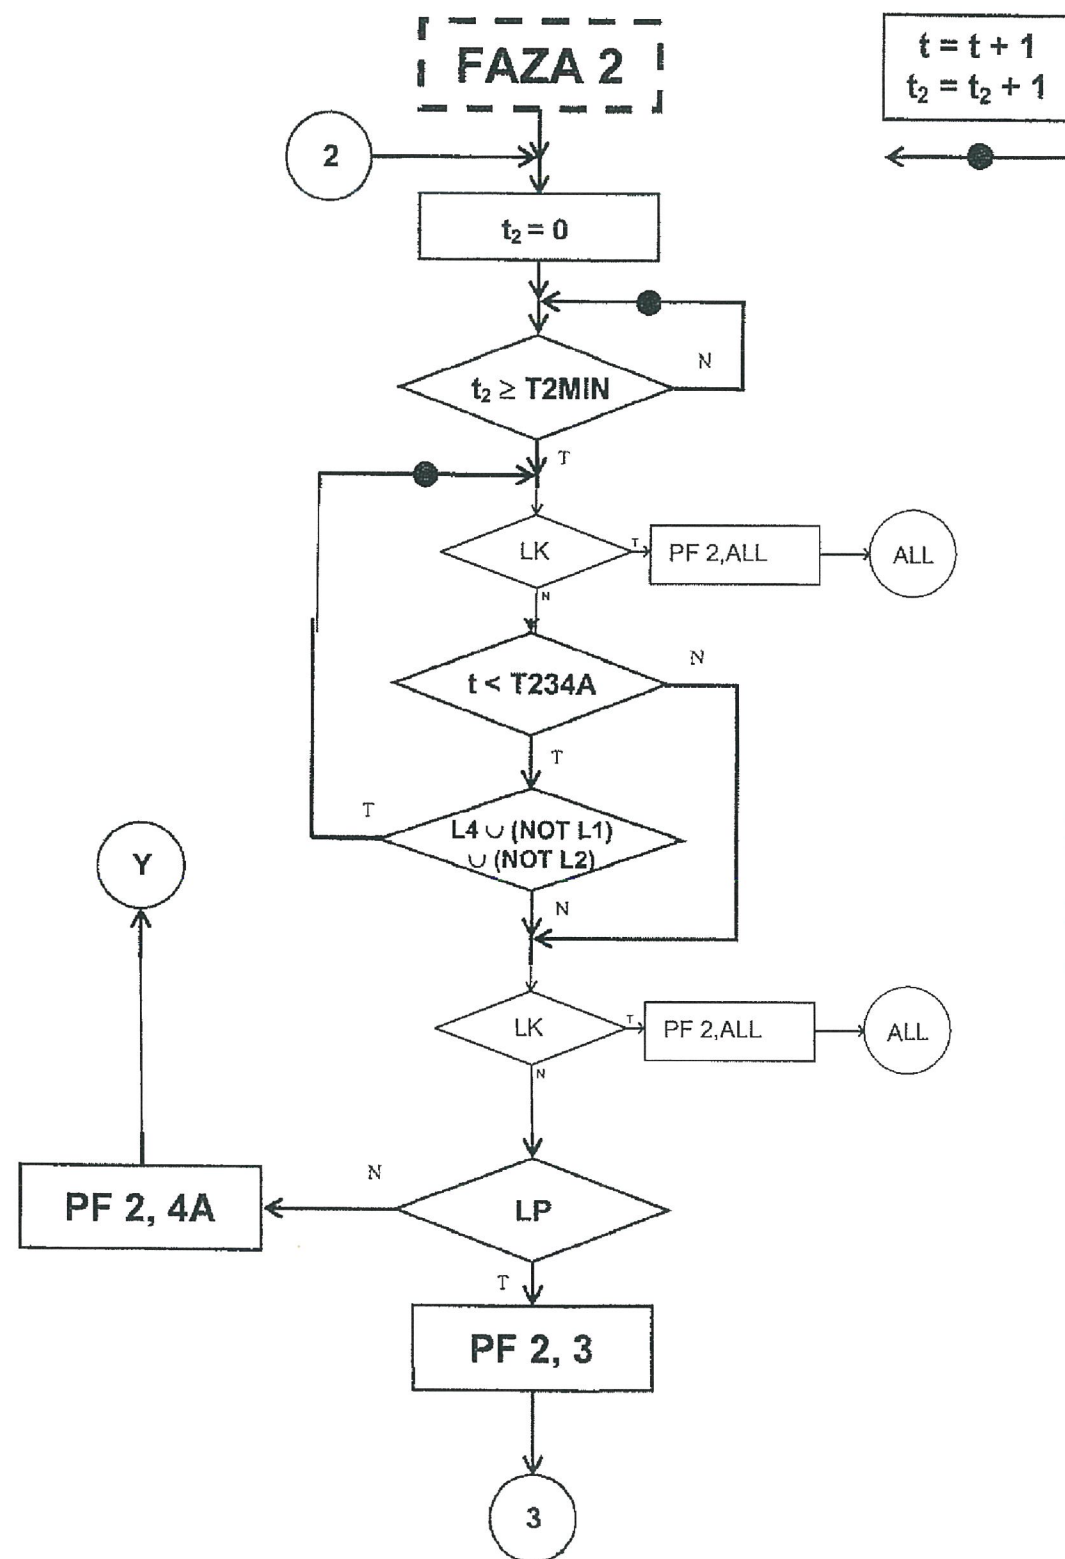 FAZA 2
t = t + 1
t₂ = t₂ + 1
2
t₂ = 0
N
t₂ ≥ T2MIN
T
LK
T
PF 2,ALL
ALL
N
t < T234A
N
T
T
L4 ∪ (NOT L1)
∪ (NOT L2)
N
Y
LK
T
PF 2,ALL
ALL
N
N
PF 2, 4A
LP
T
PF 2, 3
3